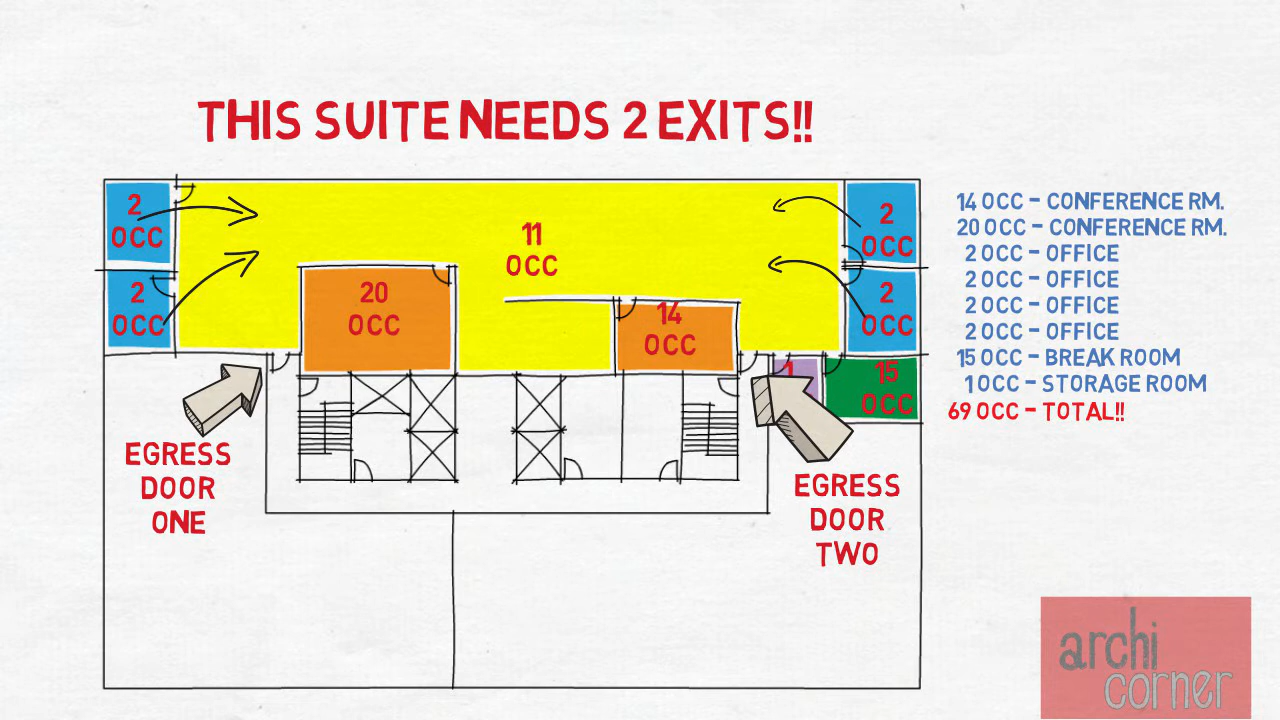 THIS SUITE NEEDS 2 EXITS!!
2
OCC
2
OCC
11
OCC
20
OCC
14
OCC
2
OCC
2
OCC
1
15
OCC
EGRESS
DOOR
ONE
EGRESS
DOOR
TWO
14 OCC - CONFERENCE RM.
20 OCC - CONFERENCE RM.
2 OCC - OFFICE
2 OCC - OFFICE
2 OCC - OFFICE
2 OCC - OFFICE
15 OCC - BREAK ROOM
1 OCC - STORAGE ROOM
69 OCC - TOTAL!!
archi
corner